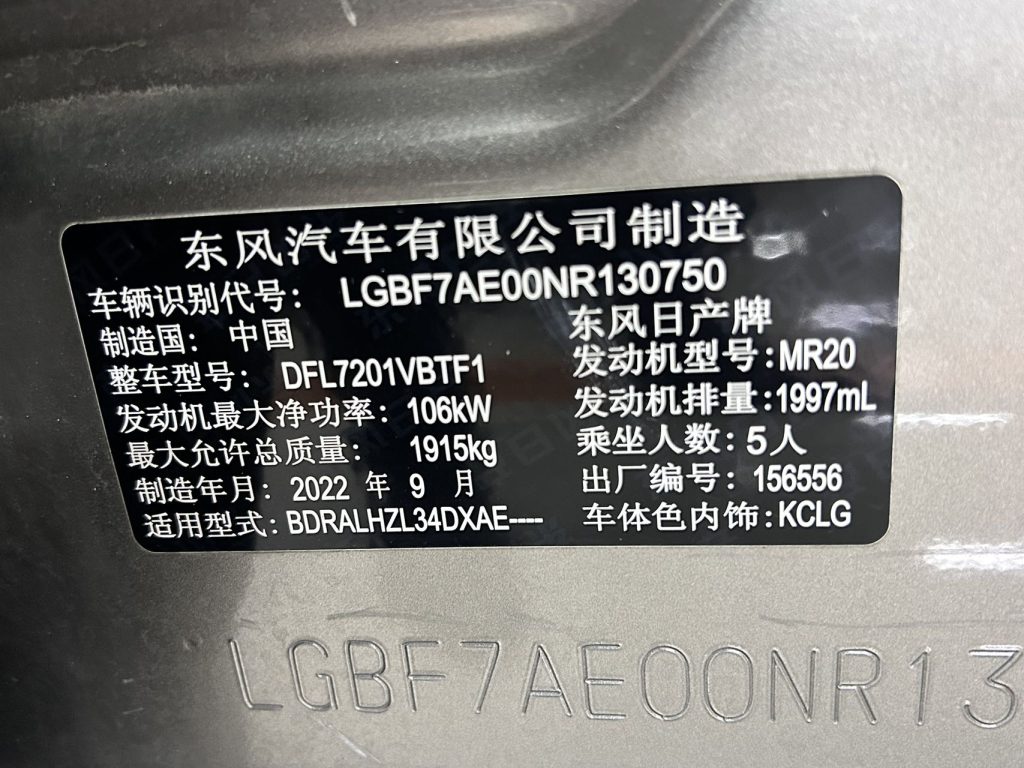 东风汽车有限公司制造
车辆识别代号: LGBF7AE00NR130750
制造国: 中国 东风日产牌
整车型号: DFL7201VBTF1 发动机型号:MR20
发动机最大净功率: 106kW 发动机排量:1997mL
最大允许总质量: 1915kg 乘坐人数:5人
制造年月: 2022 年 9 月 出厂编号: 156556
适用型式:BDRALHZL34DXAE---- 车体色内饰:KCLG
LGBF7AE00NR13